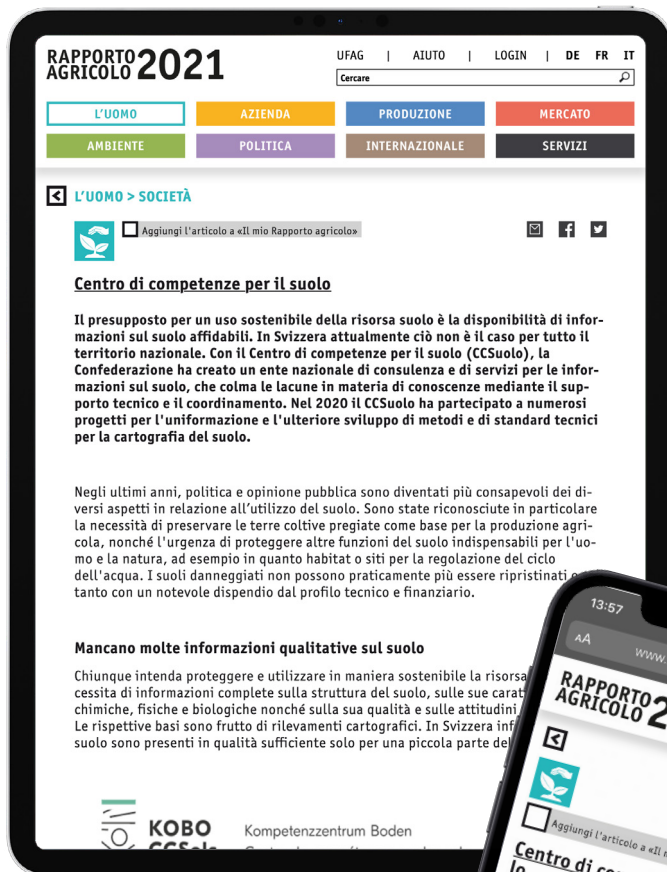 RAPPORTO
AGRICOLO 2021
UFAG | AIUTO | LOGIN | DE FR IT
Cercare
L'UOMO AZIENDA PRODUZIONE MERCATO
AMBIENTE POLITICA INTERNAZIONALE SERVIZI
L'UOMO > SOCIETÀ
Aggiungi l'articolo a «Il mio Rapporto agricolo»
Centro di competenze per il suolo
Il presupposto per un uso sostenibile della risorsa suolo è la disponibilità di infor-
mazioni sul suolo affidabili. In Svizzera attualmente ciò non è il caso per tutto il
territorio nazionale. Con il Centro di competenze per il suolo (CCSuolo), la
Confederazione ha creato un ente nazionale di consulenza e di servizi per le infor-
mazioni sul suolo, che colma le lacune in materia di conoscenze mediante il sup-
porto tecnico e il coordinamento. Nel 2020 il CCSuolo ha partecipato a numerosi
progetti per l'uniformazione e l'ulteriore sviluppo di metodi e di standard tecnici
per la cartografia del suolo.
Negli ultimi anni, politica e opinione pubblica sono diventati più consapevoli dei di-
versi aspetti in relazione all'utilizzo del suolo. Sono state riconosciute in particolare
la necessità di preservare le terre coltive pregiate come base per la produzione agri-
cola, nonché l'urgenza di proteggere altre funzioni del suolo indispensabili per l'uo-
mo e la natura, ad esempio in quanto habitat o siti per la regolazione del ciclo
dell'acqua. I suoli danneggiati non possono praticamente più essere ripristinati
tanto con un notevole dispendio dal profilo tecnico e finanziario.
Mancano molte informazioni qualitative sul suolo
Chiunque intenda proteggere e utilizzare in maniera sostenibile la risorsa
cessita di informazioni complete sulla struttura del suolo, sulle sue carat
chimiche, fisiche e biologiche nonché sulla sua qualità e sulle attitudini
Le rispettive basi sono frutto di rilevamenti cartografici. In Svizzera inf
suolo sono presenti in qualità sufficiente solo per una piccola parte del
KOBO Kompetenzzentrum Boden
13:57
AA www.
RAPPORTO
AGRICOLO 2
Aggiungi l'articolo a «Il
Centro di